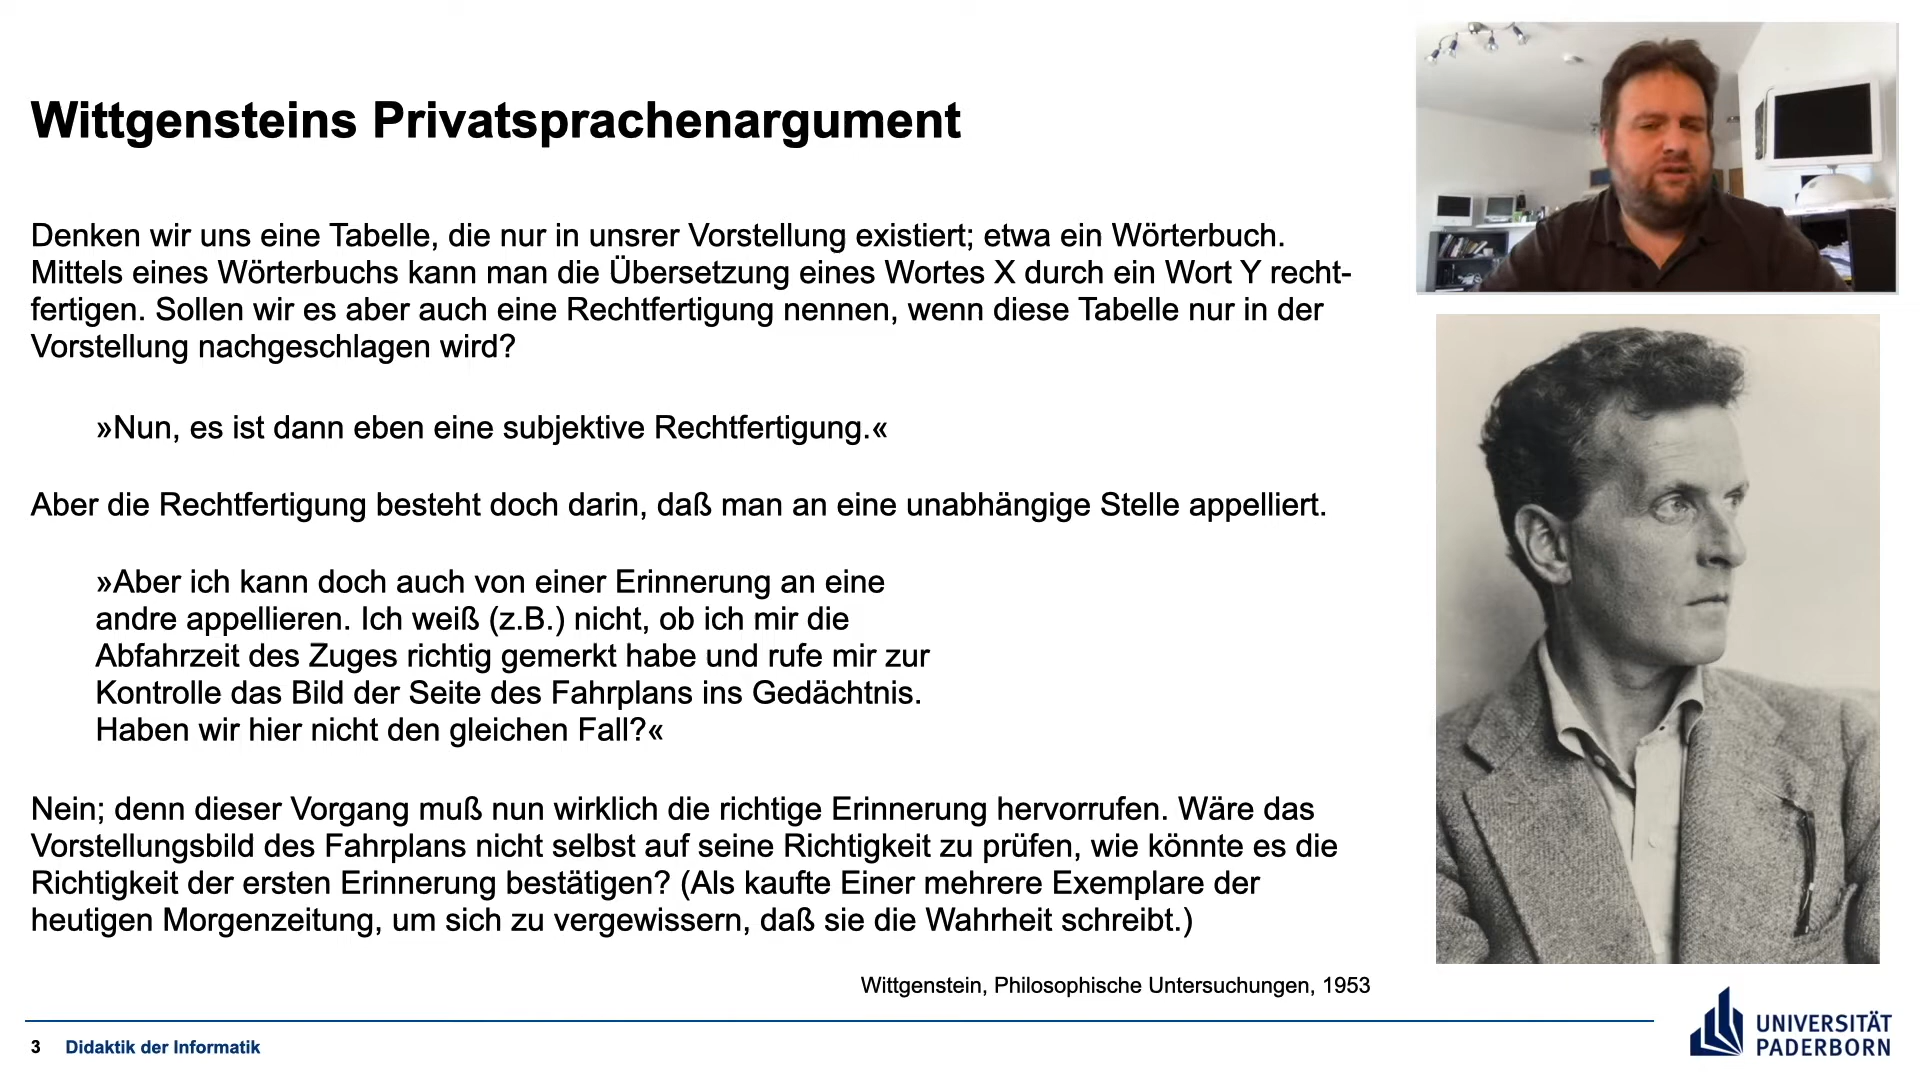 Wittgensteins Privatsprachenargument
Denken wir uns eine Tabelle, die nur in unsrer Vorstellung existiert; etwa ein Wörterbuch.
Mittels eines Wörterbuchs kann man die Übersetzung eines Wortes X durch ein Wort Y recht-
fertigen. Sollen wir es aber auch eine Rechtfertigung nennen, wenn diese Tabelle nur in der
Vorstellung nachgeschlagen wird?
»Nun, es ist dann eben eine subjektive Rechtfertigung.«
Aber die Rechtfertigung besteht doch darin, daß man an eine unabhängige Stelle appelliert.
»Aber ich kann doch auch von einer Erinnerung an eine
andre appellieren. Ich weiß (z.B.) nicht, ob ich mir die
Abfahrzeit des Zuges richtig gemerkt habe und rufe mir zur
Kontrolle das Bild der Seite des Fahrplans ins Gedächtnis.
Haben wir hier nicht den gleichen Fall?«
Nein; denn dieser Vorgang muß nun wirklich die richtige Erinnerung hervorrufen. Wäre das
Vorstellungsbild des Fahrplans nicht selbst auf seine Richtigkeit zu prüfen, wie könnte es die
Richtigkeit der ersten Erinnerung bestätigen? (Als kaufte Einer mehrere Exemplare der
heutigen Morgenzeitung, um sich zu vergewissern, daß sie die Wahrheit schreibt.)
Wittgenstein, Philosophische Untersuchungen, 1953
3 Didaktik der Informatik
UNIVERSITÄT
PADERBORN